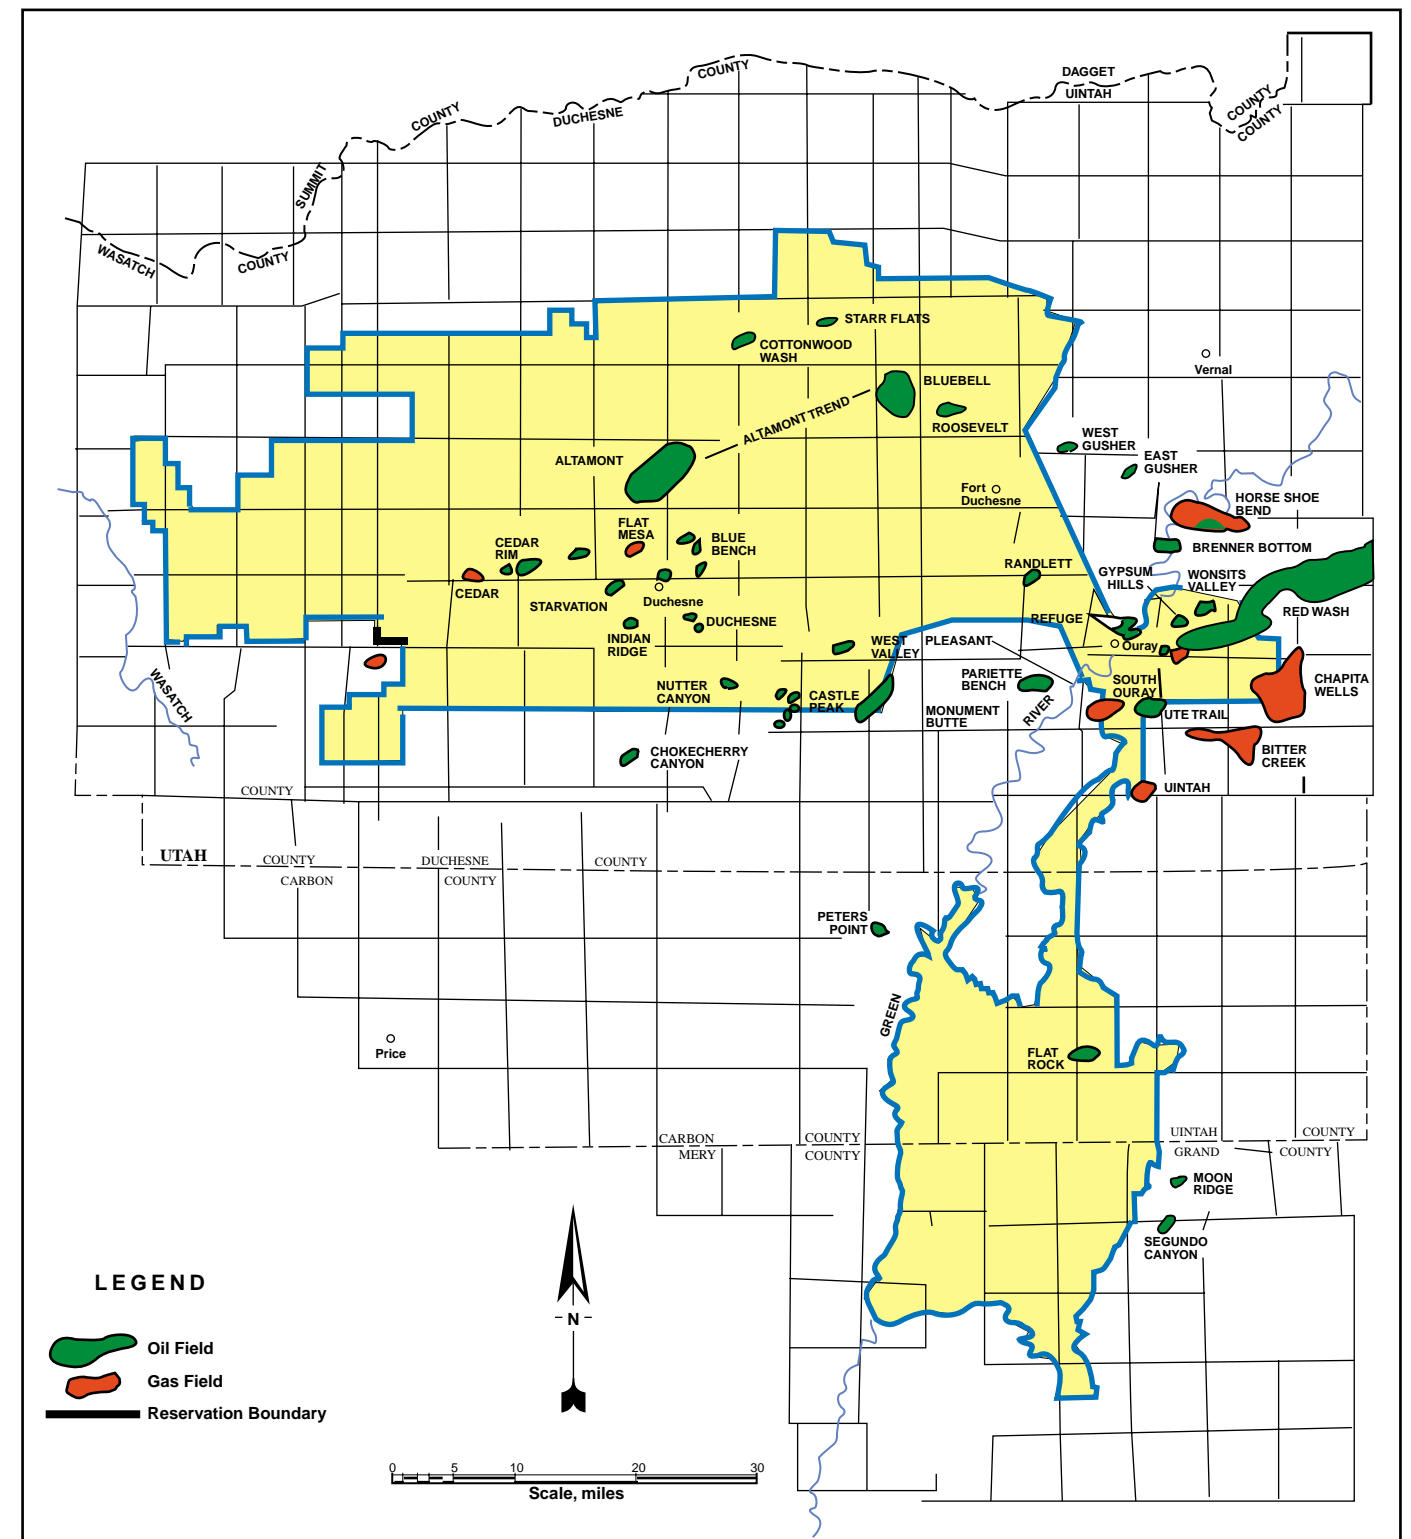 COUNTY
DAGGET
UINTAH
COUNTY
COUNTY
COUNTY
DUCHESNE
SUMMIT
WASATCH
COUNTY
STARR FLATS
COTTONWOOD
WASH
Vernal
BLUEBELL
ALTAMONT TREND
ROOSEVELT
WEST
GUSHER
EAST
GUSHER
ALTAMONT
Fort
Duchesne
HORSE SHOE
BEND
FLAT
MESA
CEDAR
RIM
BLUE
BENCH
BRENNER BOTTOM
RANDLETT
GYPSUM
HILLS
WONSITS
VALLEY
CEDAR
STARVATION
Duchesne
RED WASH
REFUGE
DUCHESNE
INDIAN
RIDGE
WEST
VALLEY
PLEASANT
Ouray
WASATCH
NUTTER
CANYON
CASTLE
PEAK
PARIETTE
BENCH
SOUTH
OURAY
CHAPITA
WELLS
MONUMENT
BUTTE
RIVER
UTE TRAIL
CHOKECHERRY
CANYON
BITTER
CREEK
UINTAH
COUNTY
UTAH
COUNTY
DUCHESNE
COUNTY
CARBON
COUNTY
PETERS
POINT
GREEN
Price
FLAT
ROCK
CARBON
COUNTY
UINTAH
COUNTY
MERY
COUNTY
GRAND
COUNTY
MOON
RIDGE
SEGUNDO
CANYON
LEGEND
N
Oil Field
Gas Field
Reservation Boundary
0 5 10 20 30
Scale, miles